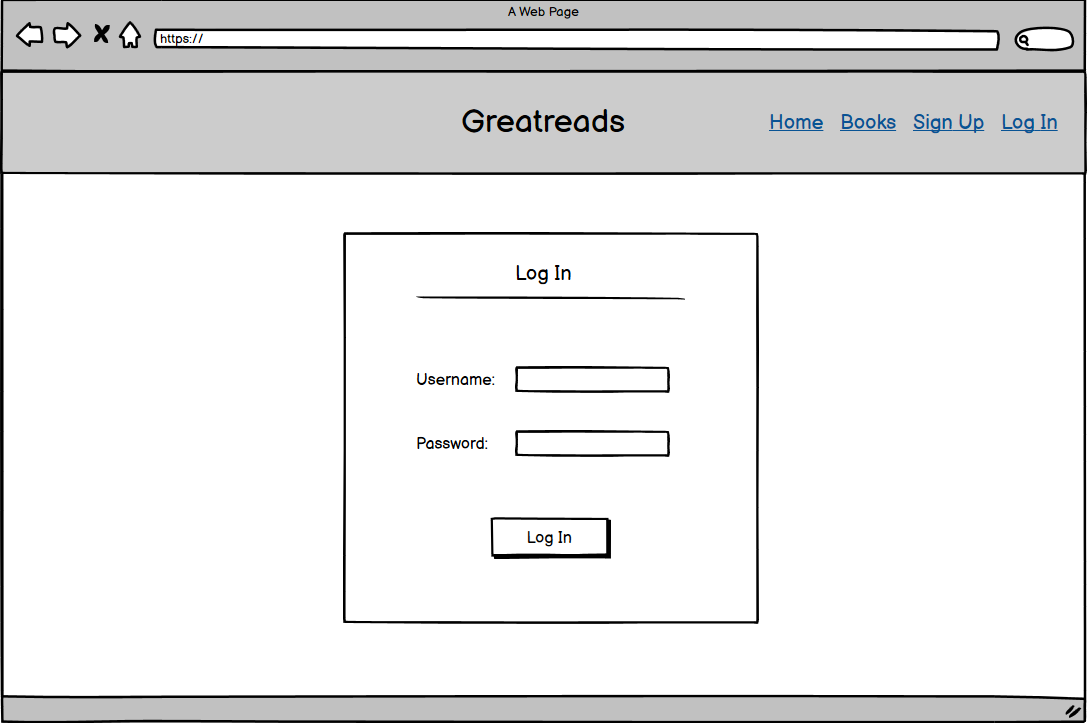 A Web Page
https://
Greatreads
Home Books Sign Up Log In
Log In
Username:
Password:
Log In